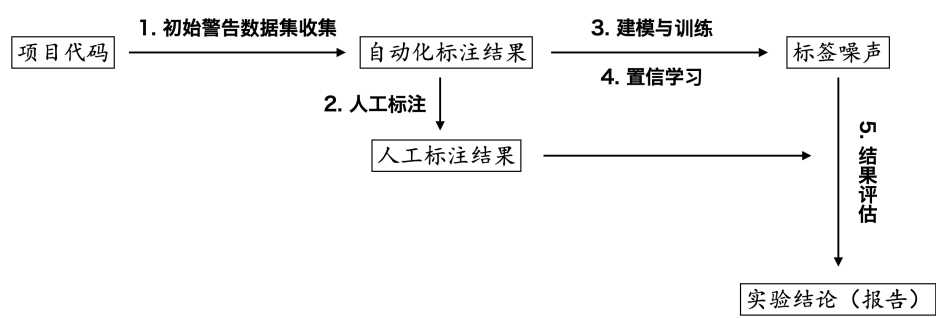 1. 初始警告数据集收集
3. 建模与训练
项目代码
自动化标注结果
标签噪声
4. 置信学习
2. 人工标注
人工标注结果
5. 结果评估
实验结论（报告）